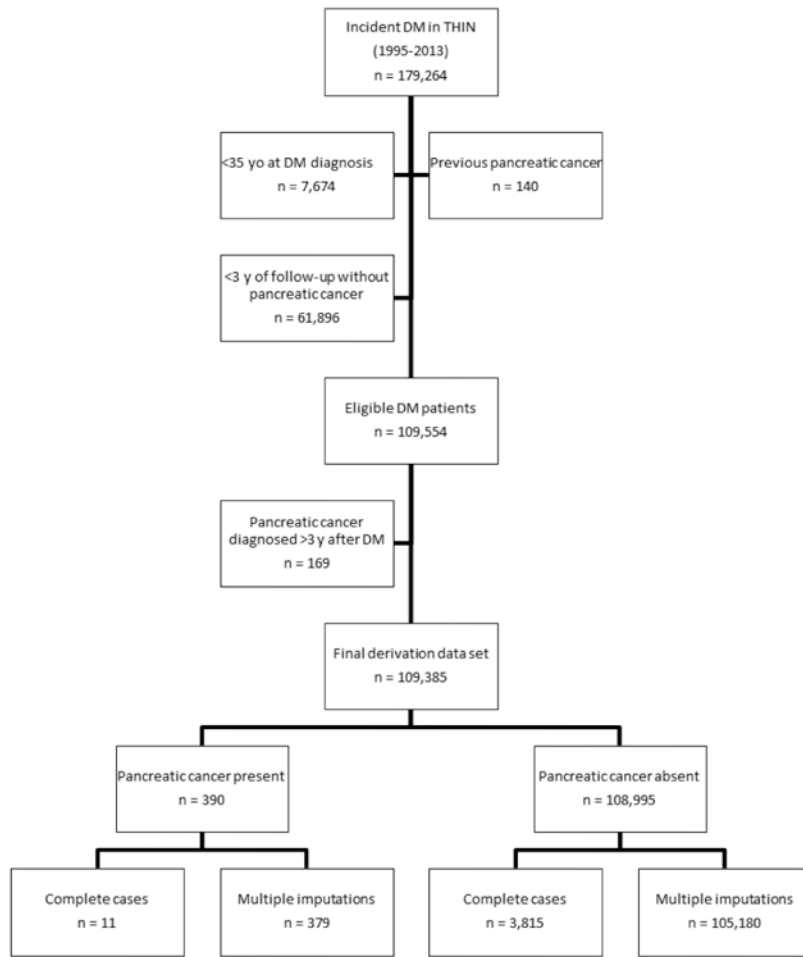 Incident DM in THIN
(1995-2013)
n = 179,264
<35 yo at DM diagnosis
n = 7,674
Previous pancreatic cancer
n = 140
<3 y of follow-up without
pancreatic cancer
n = 61,896
Eligible DM patients
n = 109,554
Pancreatic cancer
diagnosed >3 y after DM
n = 169
Final derivation data set
n = 109,385
Pancreatic cancer present
n = 390
Pancreatic cancer absent
n = 108,995
Complete cases
n = 11
Multiple imputations
n = 379
Complete cases
n = 3,815
Multiple imputations
n = 105,180